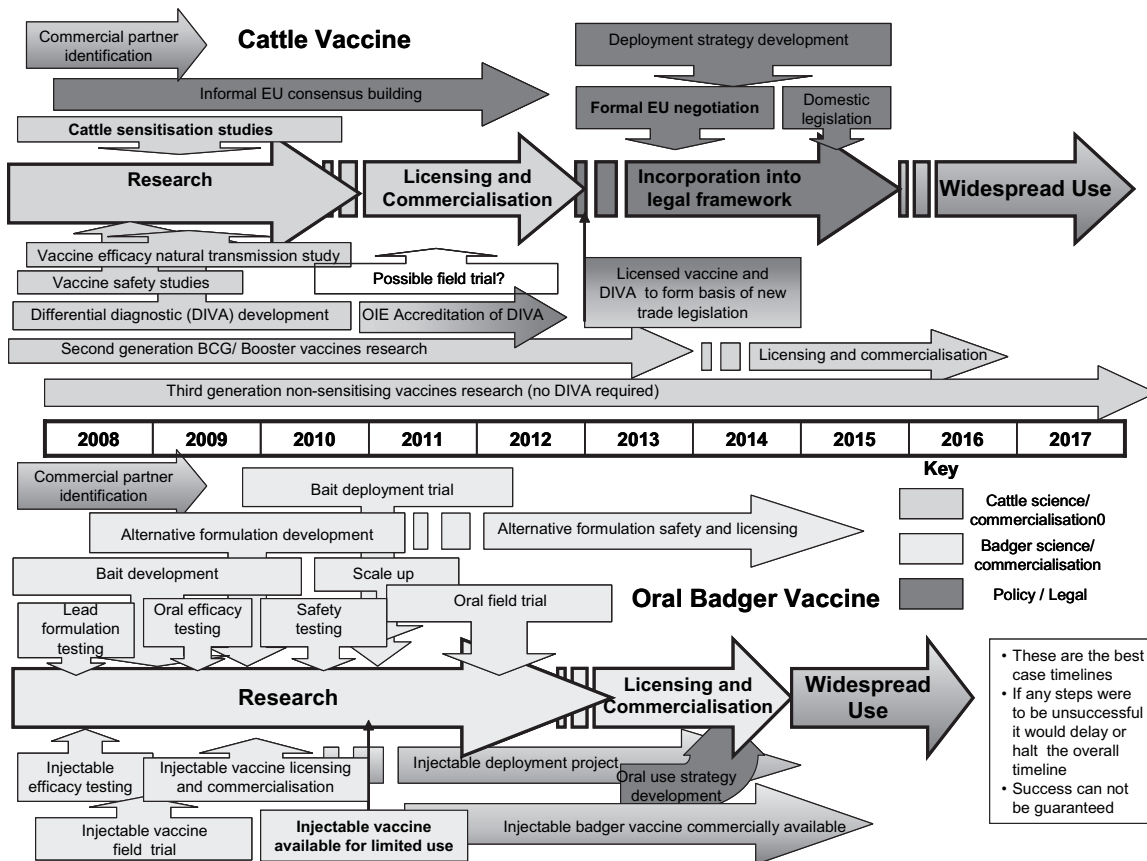 Commercial partner
identification
Cattle Vaccine
Deployment strategy development
Informal EU consensus building
Formal EU negotiation
Domestic
legislation
Cattle sensitisation studies
Research
Licensing and
Commercialisation
Incorporation into
legal framework
Widespread Use
Vaccine efficacy natural transmission study
Vaccine safety studies
Possible field trial?
Licensed vaccine and
DIVA to form basis of new
trade legislation
Differential diagnostic (DIVA) development
OIE Accreditation of DIVA
Second generation BCG/ Booster vaccines research
Licensing and commercialisation
Third generation non-sensitising vaccines research (no DIVA required)
2008 2009 2010 2011 2012 2013 2014 2015 2016 2017
Commercial partner
identification
Bait deployment trial
Key
Cattle science/
commercialisation0
Alternative formulation development
Alternative formulation safety and licensing
Badger science/
commercialisation
Bait development
Scale up
Policy / Legal
Lead
formulation
testing
Oral efficacy
testing
Safety
testing
Oral field trial
Oral Badger Vaccine
Research
Licensing and
Commercialisation
Widespread
Use
• These are the best
case timelines
• If any steps were
to be unsuccessful
it would delay or
halt the overall
timeline
• Success can not
be guaranteed
Injectable
efficacy testing
Injectable vaccine licensing
and commercialisation
Injectable deployment project
Oral use strategy
development
Injectable vaccine
field trial
Injectable vaccine
available for limited use
Injectable badger vaccine commercially available